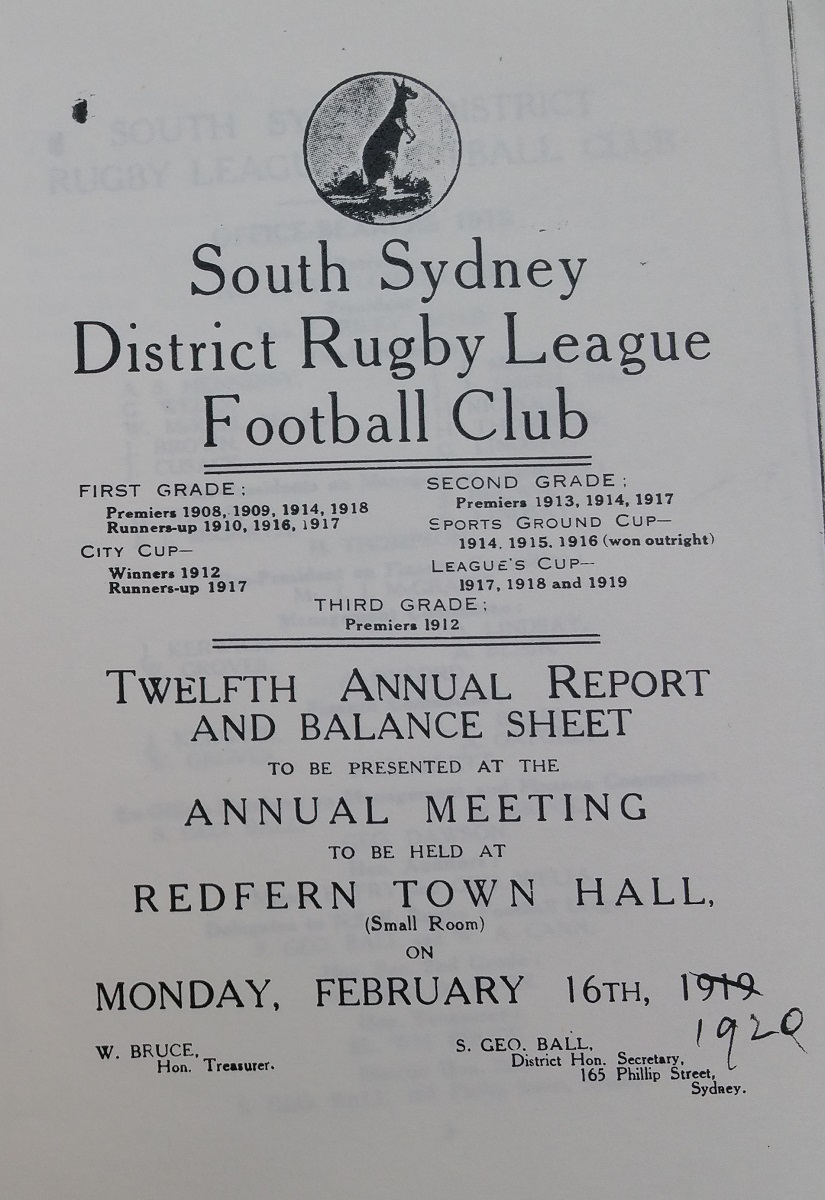 South Sydney
District Rugby League
Football Club
FIRST GRADE:
Premiers 1908, 1909, 1914, 1918
Runners-up 1910, 1916, 1917
CITY CUP—
Winners 1912
Runners-up 1917
SECOND GRADE:
Premiers 1913, 1914, 1917
SPORTS GROUND CUP—
1914, 1915, 1916 (won outright)
LEAGUE'S CUP—
1917, 1918 and 1919
THIRD GRADE:
Premiers 1912
TWELFTH ANNUAL REPORT
AND BALANCE SHEET
TO BE PRESENTED AT THE
ANNUAL MEETING
TO BE HELD AT
REDFERN TOWN HALL,
(Small Room)
ON
MONDAY, FEBRUARY 16TH, 1919
1920
W. BRUCE,
Hon. Treasurer.
S. GEO. BALL,
District Hon. Secretary,
165 Phillip Street,
Sydney.